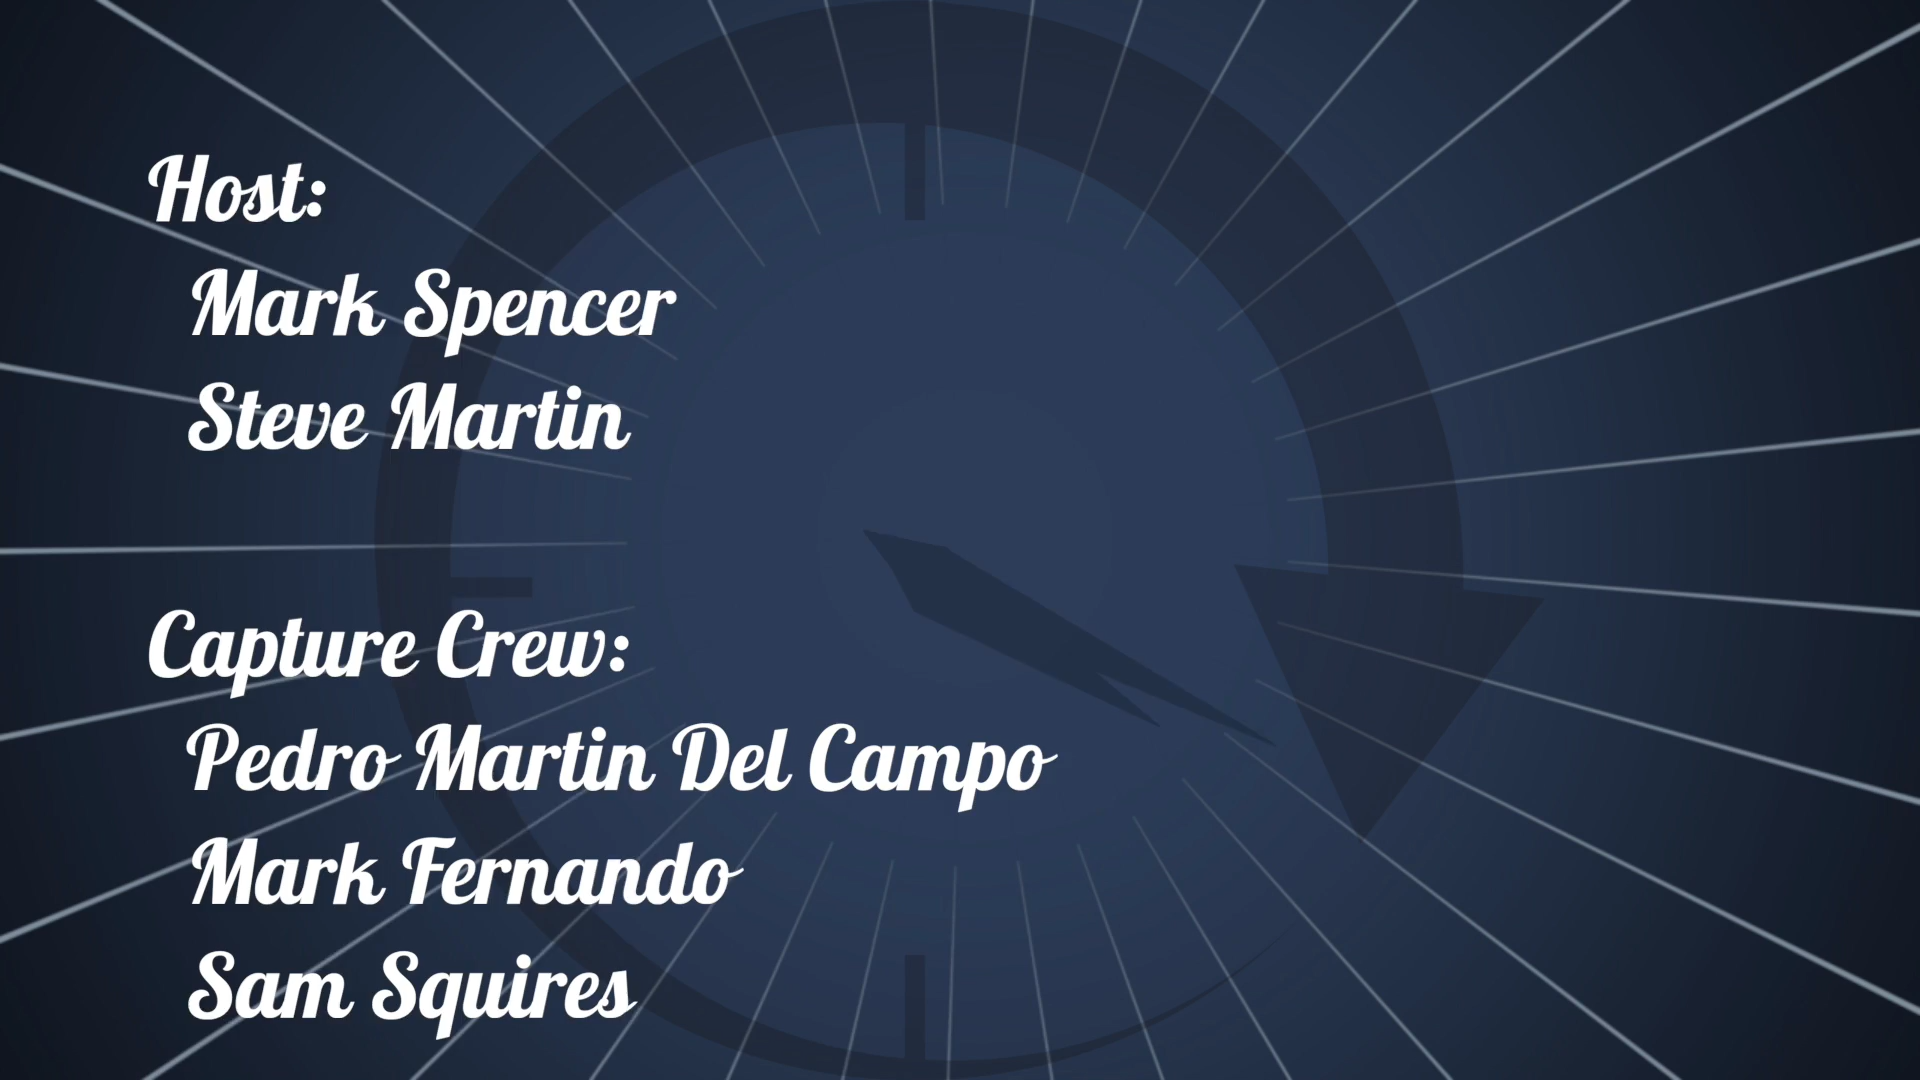 Host:
Mark Spencer
Steve Martin
Capture Crew:
Pedro Martin Del Campo
Mark Fernando
Sam Squires